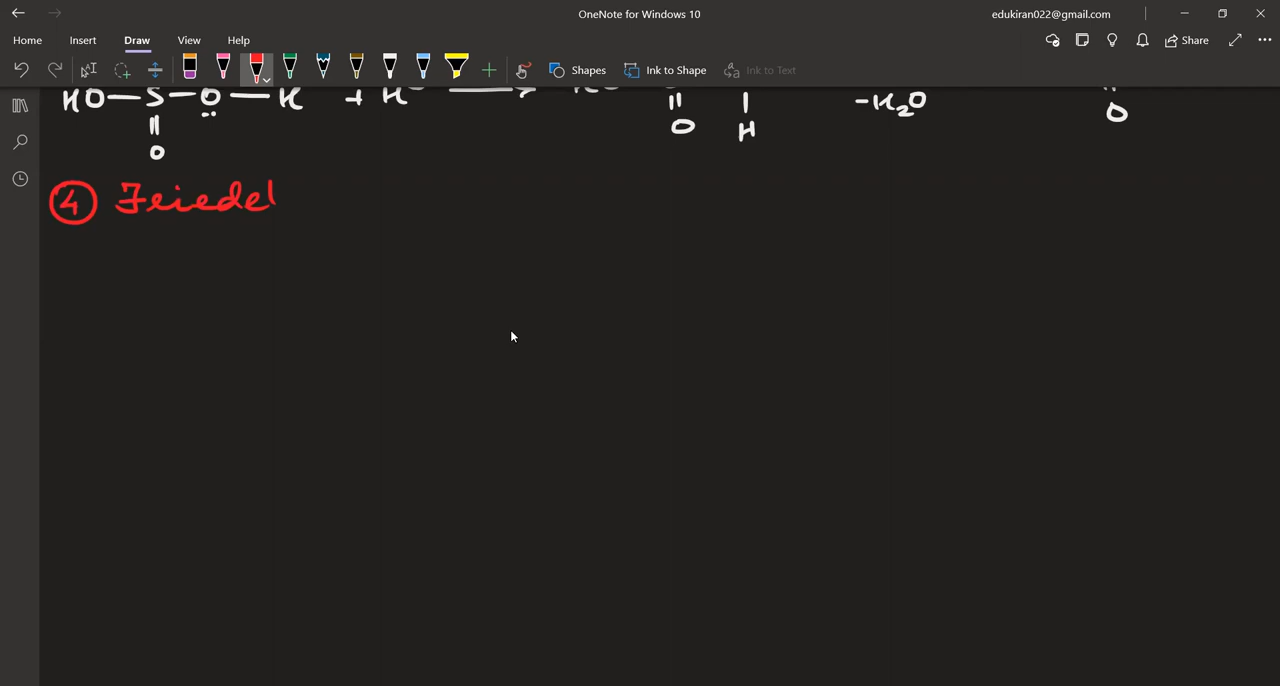 OneNote for Windows 10
edukiran022@gmail.com
Home Insert Draw View Help
Share
Shapes Ink to Shape Ink to Text
HO—S—O—H + H
O
O H
-H2O
O
④ Friedel